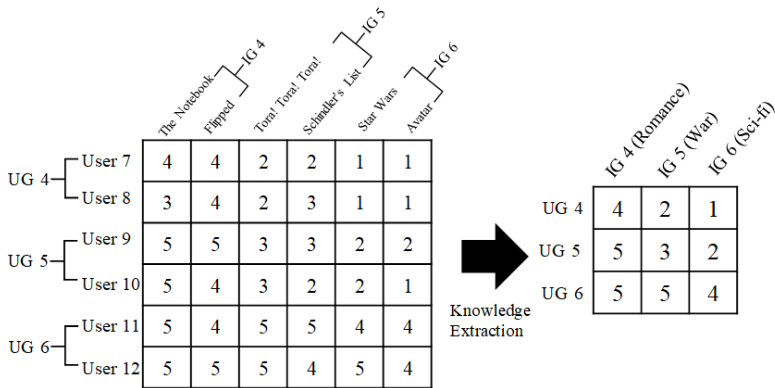 IG 4
IG 5
IG 6
The Notebook
Flipped
Tora! Tora! Tora!
Schindler's List
Star Wars
Avatar
UG 4
User 7 4 4 2 2 1 1
User 8 3 4 2 3 1 1
UG 5
User 9 5 5 3 3 2 2
User 10 5 4 3 2 2 1
UG 6
User 11 5 4 5 5 4 4
User 12 5 5 5 4 5 4
Knowledge
Extraction
IG 4 (Romance)
IG 5 (War)
IG 6 (Sci-fi)
UG 4 4 2 1
UG 5 5 3 2
UG 6 5 5 4